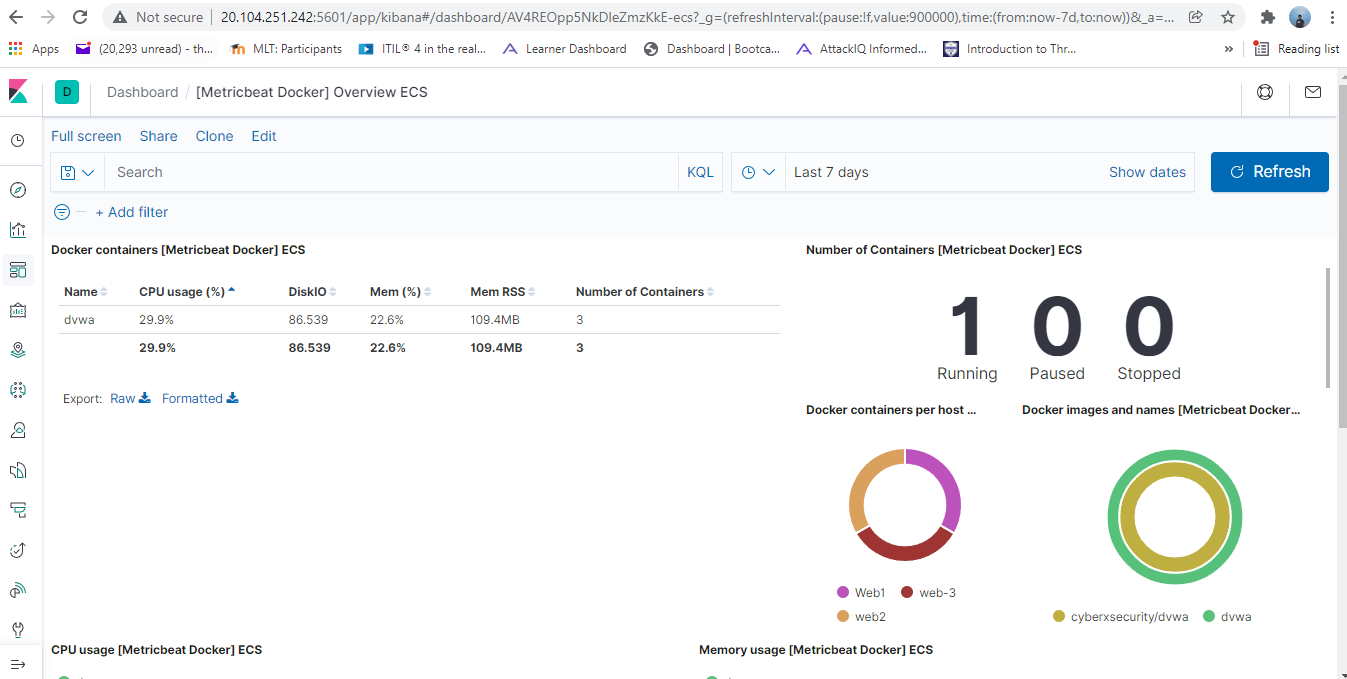 Not secure | 20.104.251.242:5601/app/kibana#/dashboard/AV4REOpp5NkDleZmzKkE-ecs?_g=(refreshInterval:(pause:!f,value:900000),time:(from:now-7d,to:now))&_a=...
Apps (20,293 unread) - th... MLT: Participants ITIL® 4 in the real... Learner Dashboard Dashboard | Bootca... AttackIQ Informed... Introduction to Thr... » Reading list
D Dashboard / [Metricbeat Docker] Overview ECS
Full screen Share Clone Edit
Search KQL Last 7 days Show dates Refresh
+ Add filter
Docker containers [Metricbeat Docker] ECS
Name CPU usage (%) DiskIO Mem (%) Mem RSS Number of Containers
dvwa 29.9% 86.539 22.6% 109.4MB 3
29.9% 86.539 22.6% 109.4MB 3
Export: Raw Formatted
Number of Containers [Metricbeat Docker] ECS
1 0 0
Running Paused Stopped
Docker containers per host ...
Web1 web-3
web2
Docker images and names [Metricbeat Docker...
cyberxsecurity/dvwa dvwa
CPU usage [Metricbeat Docker] ECS
Memory usage [Metricbeat Docker] ECS